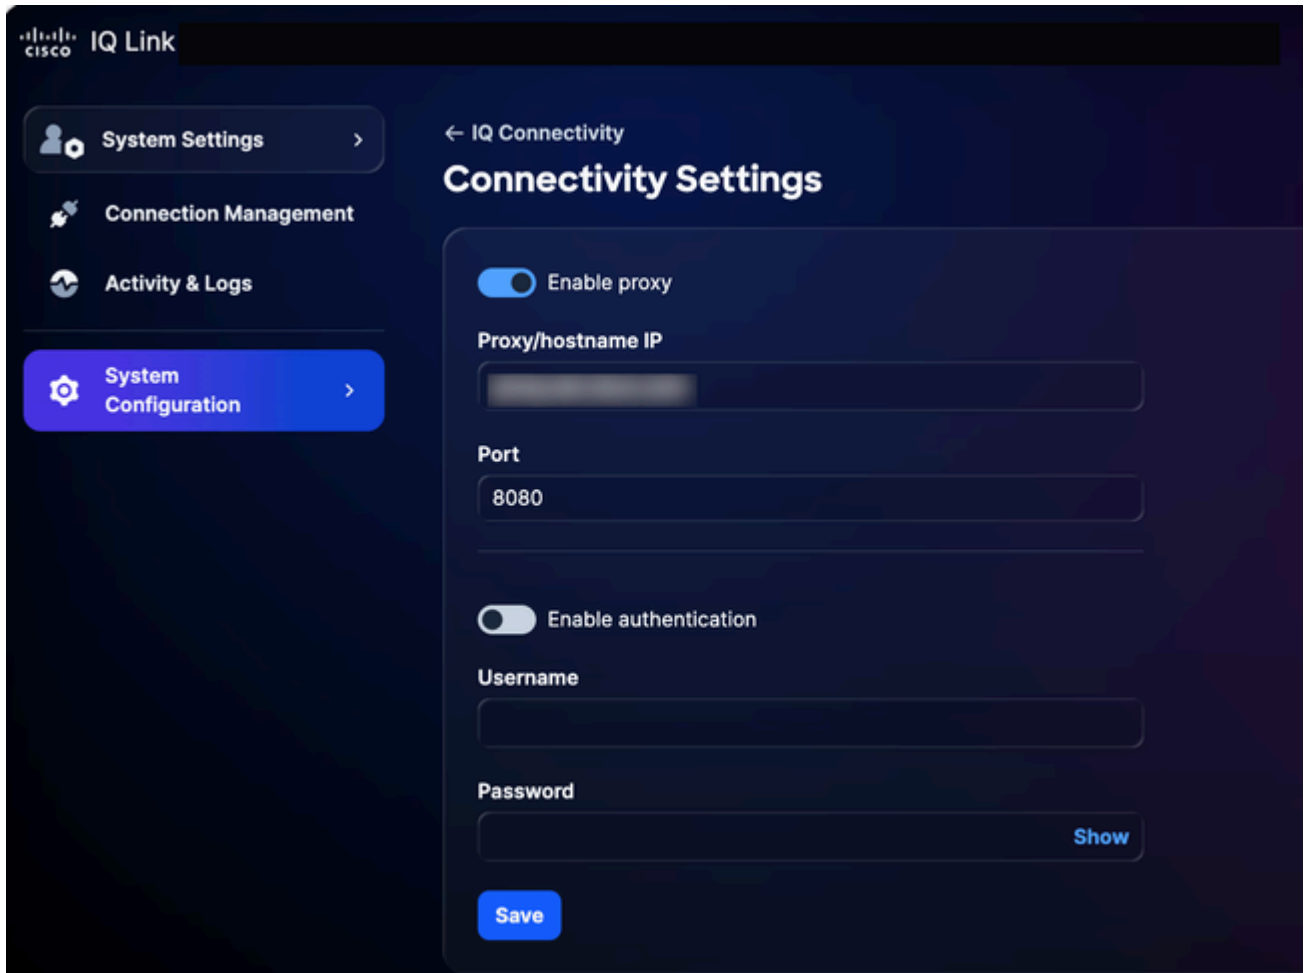 CISCO IQ Link
System Settings
Connection Management
Activity & Logs
System
Configuration
← IQ Connectivity
Connectivity Settings
Enable proxy
Proxy/hostname IP
Port
8080
Enable authentication
Username
Password
Show
Save